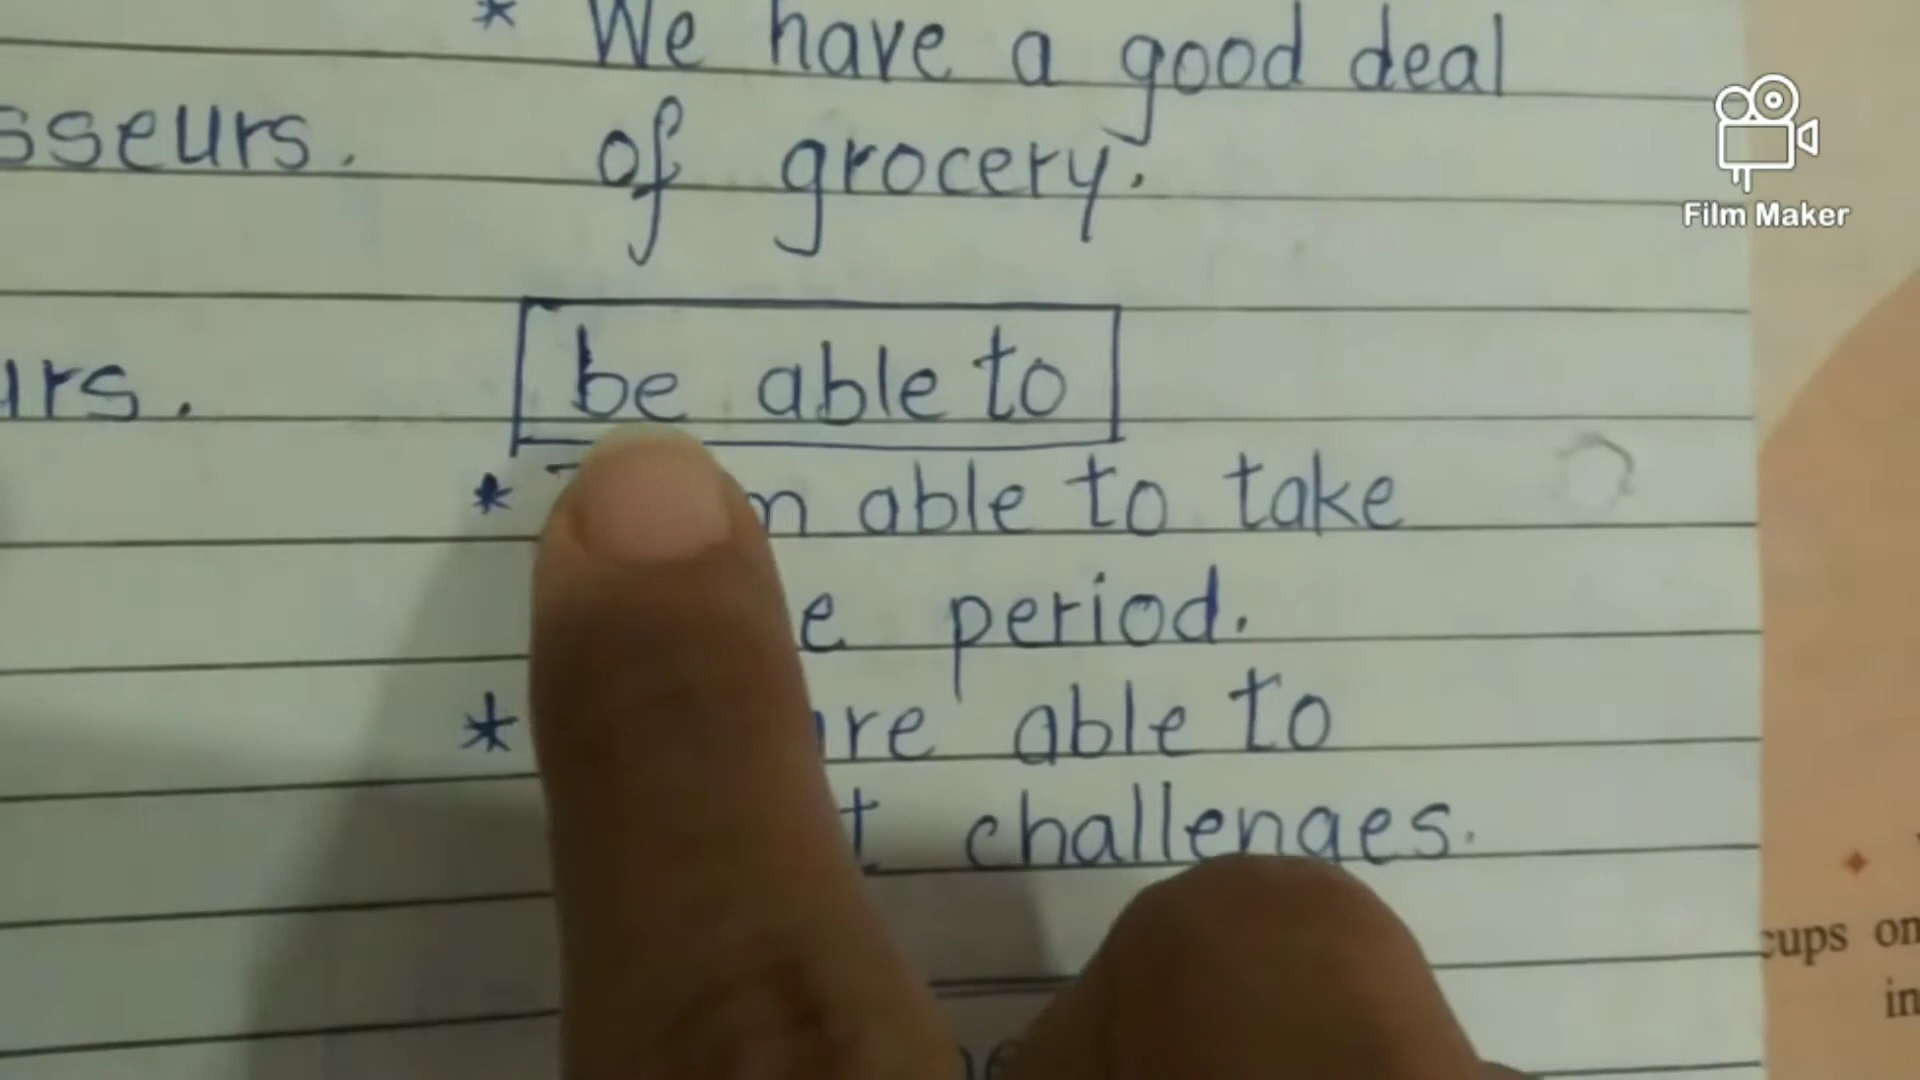 * We have a good deal
of grocery.
sseurs.
be able to
urs.
* able to take
period.
* able to
challenges.
cups on
in
Film Maker